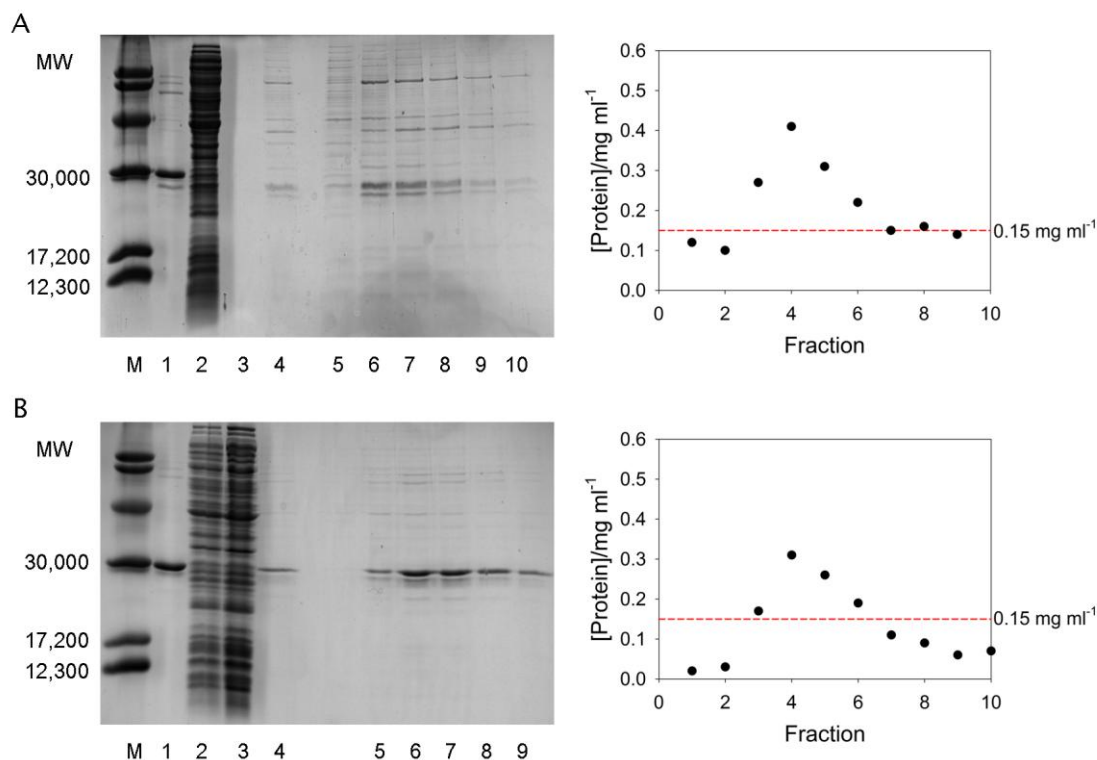 A
MW
30,000
17,200
12,300
M 1 2 3 4 5 6 7 8 9 10
[Protein]/mg ml⁻¹
0.6
0.5
0.4
0.3
0.2
0.1
0.0
0.15 mg ml⁻¹
0 2 4 6 8 10
Fraction
B
MW
30,000
17,200
12,300
M 1 2 3 4 5 6 7 8 9
[Protein]/mg ml⁻¹
0.6
0.5
0.4
0.3
0.2
0.1
0.0
0.15 mg ml⁻¹
0 2 4 6 8 10
Fraction